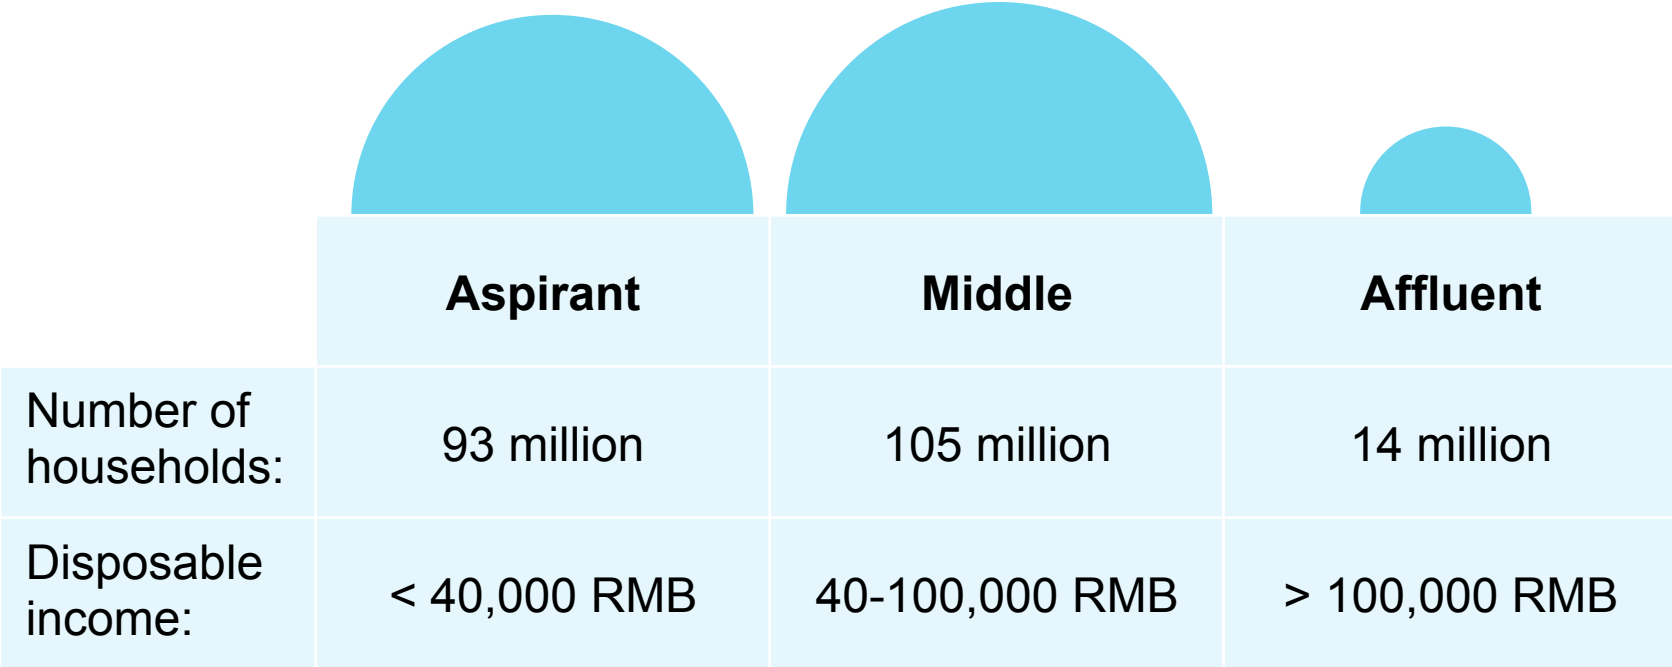 Aspirant Middle Affluent
Number of
households:
93 million 105 million 14 million
Disposable
income:
< 40,000 RMB 40-100,000 RMB > 100,000 RMB